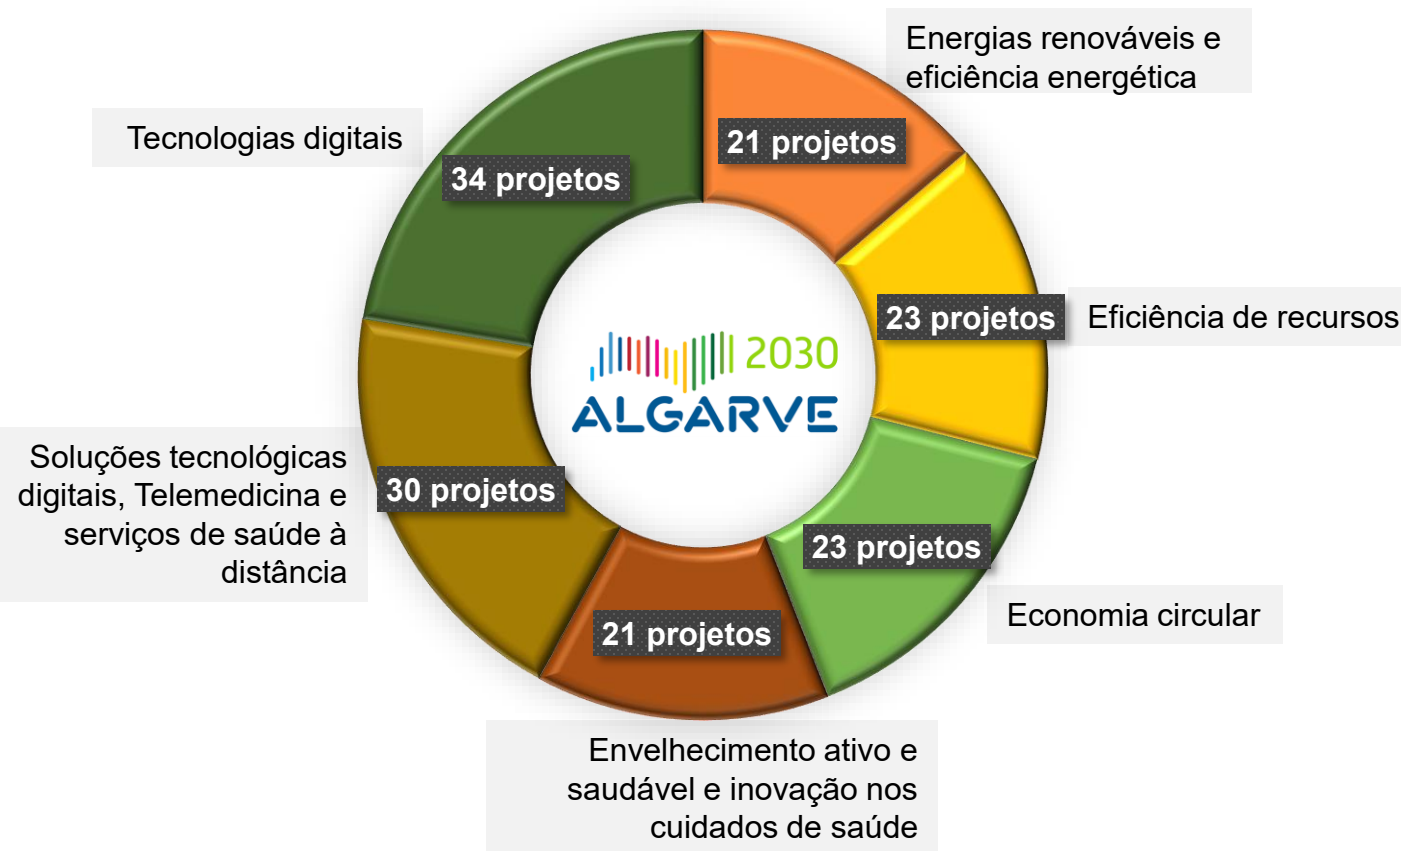 Energias renováveis e
eficiência energética
21 projetos
Tecnologias digitais
34 projetos
23 projetos
Eficiência de recursos
2030
ALGARVE
Soluções tecnológicas
digitais, Telemedicina e
serviços de saúde à
distância
30 projetos
23 projetos
Economia circular
21 projetos
Envelhecimento ativo e
saudável e inovação nos
cuidados de saúde